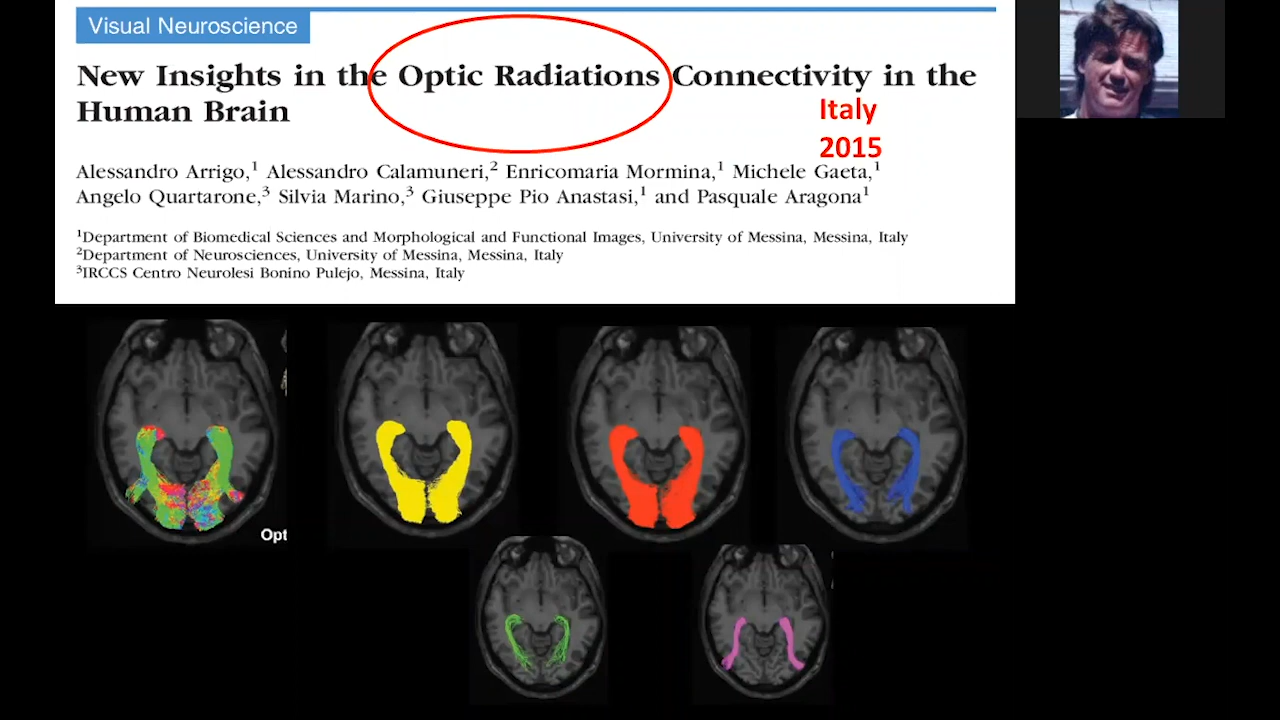 Visual Neuroscience
New Insights in the Optic Radiations Connectivity in the
Human Brain
Italy
2015
Alessandro Arrigo,¹ Alessandro Calamuneri,² Enricomaria Mormina,¹ Michele Gaeta,¹
Angelo Quartarone,³ Silvia Marino,³ Giuseppe Pio Anastasi,¹ and Pasquale Aragona¹
¹Department of Biomedical Sciences and Morphological and Functional Images, University of Messina, Messina, Italy
²Department of Neurosciences, University of Messina, Messina, Italy
³IRCCS Centro Neurolesi Bonino Pulejo, Messina, Italy
Opt